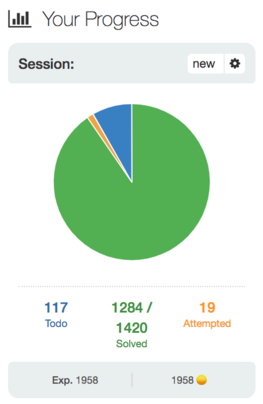 Your Progress
Session: new
117 1284 / 19
Todo 1420 Attempted
Solved
Exp. 1958 1958